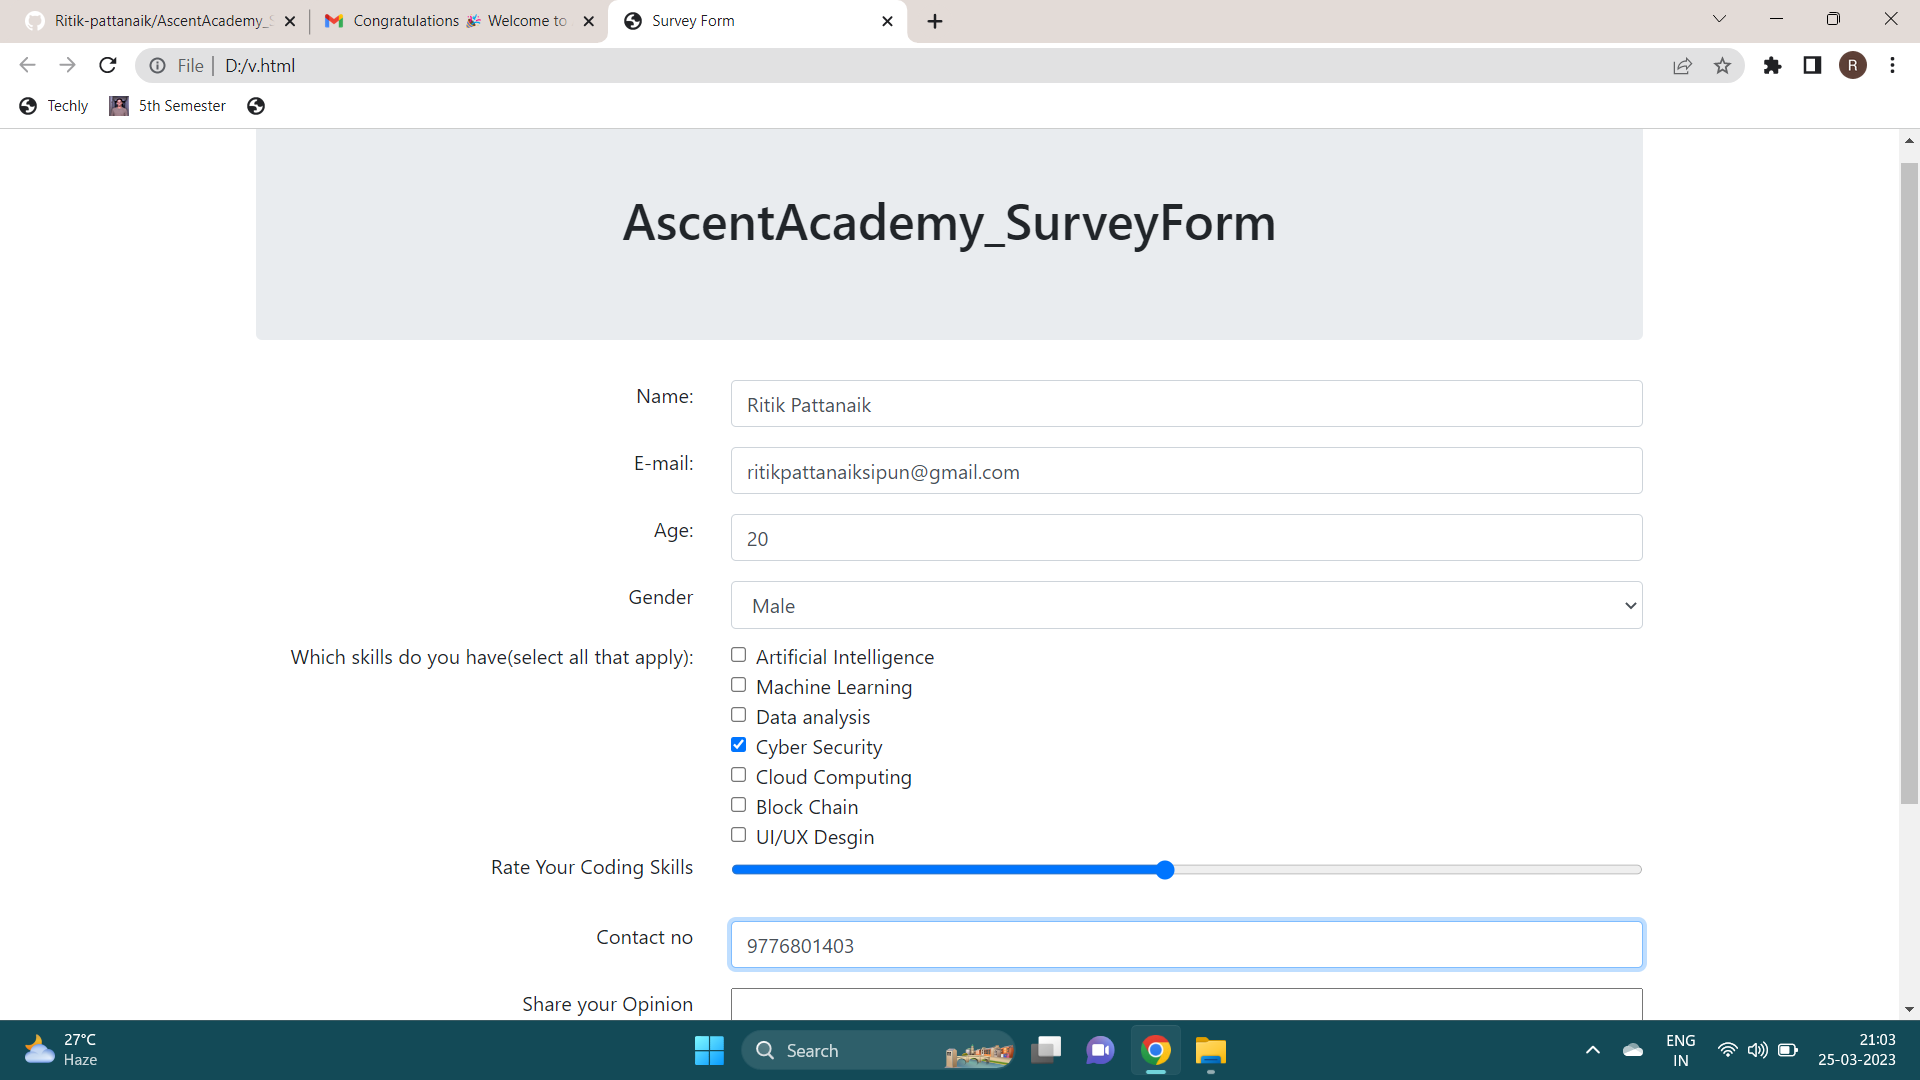 Ritik-pattanaik/AscentAcademy_S
Congratulations 🎉 Welcome to
Survey Form
File | D:/v.html
R
Techly
5th Semester
AscentAcademy_SurveyForm
Name:
Ritik Pattanaik
E-mail:
ritikpattanaiksipun@gmail.com
Age:
20
Gender
Male
Which skills do you have(select all that apply):
Artificial Intelligence
Machine Learning
Data analysis
Cyber Security
Cloud Computing
Block Chain
UI/UX Desgin
Rate Your Coding Skills
Contact no
9776801403
Share your Opinion
27°C
Haze
Search
ENG
IN
21:03
25-03-2023